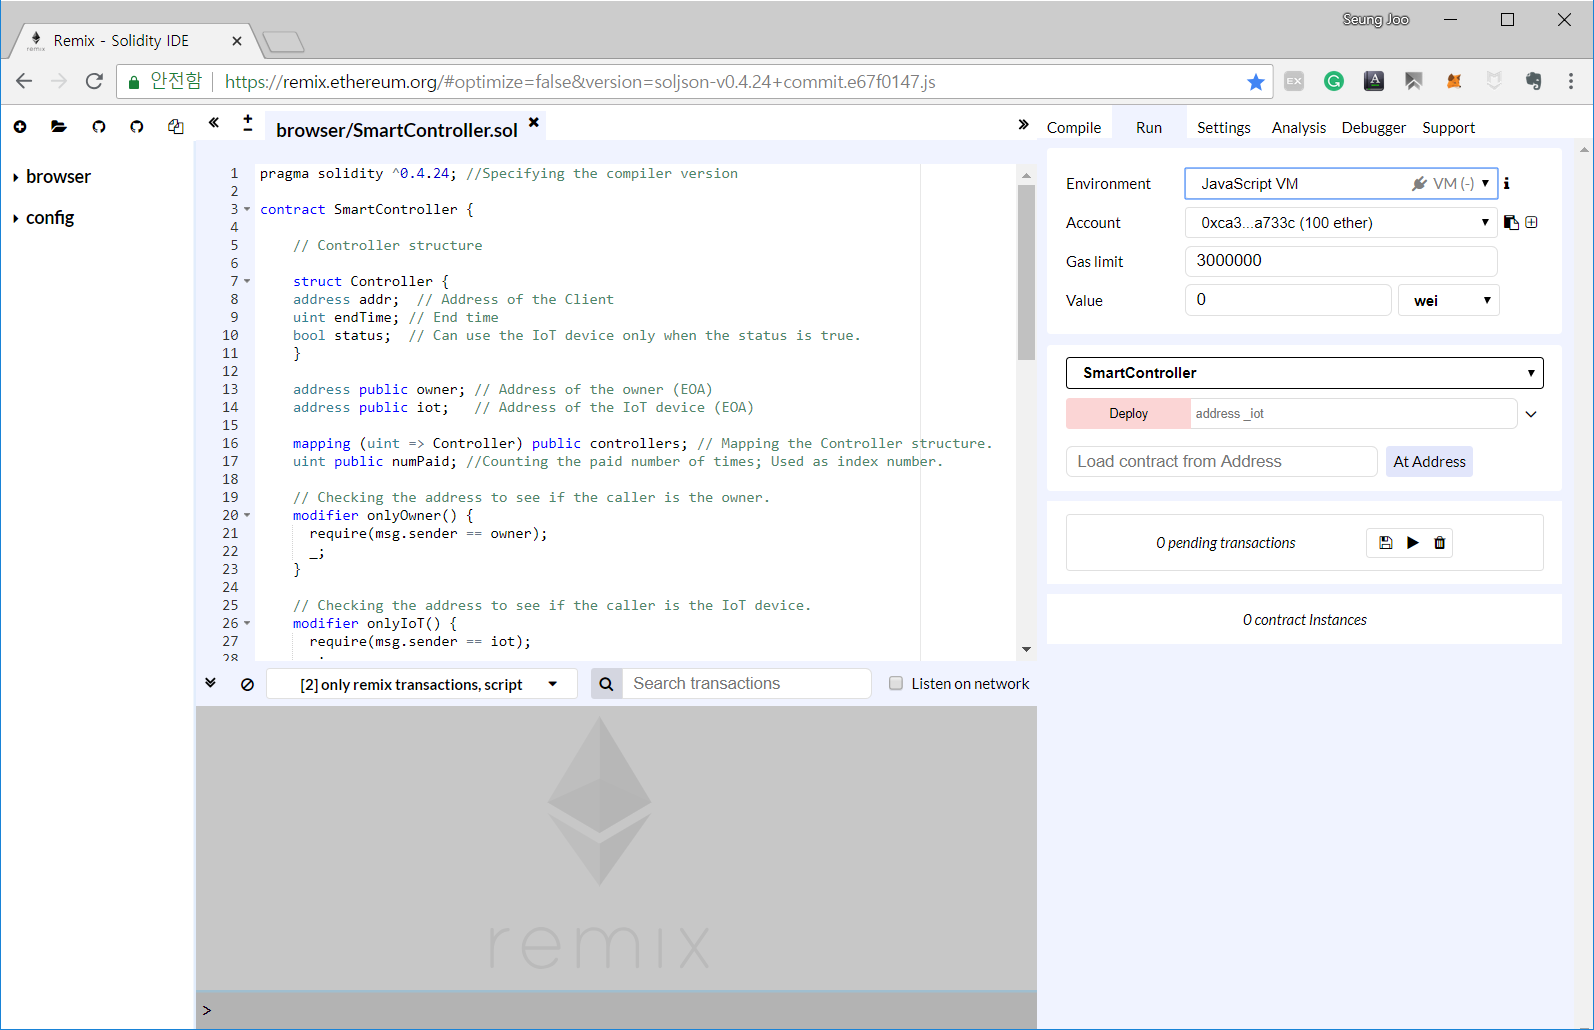 Seung Joo
Remix - Solidity IDE
안전함 https://remix.ethereum.org/#optimize=false&version=soljson-v0.4.24+commit.e67f0147.js
browser/SmartController.sol
Compile Run Settings Analysis Debugger Support
browser
config
1 pragma solidity ^0.4.24; //Specifying the compiler version
2
3 contract SmartController {
4
5 // Controller structure
6
7 struct Controller {
8 address addr;  // Address of the Client
9 uint endTime; // End time
10 bool status;  // Can use the IoT device only when the status is true.
11 }
12
13 address public owner; // Address of the owner (EOA)
14 address public iot;   // Address of the IoT device (EOA)
15
16 mapping (uint => Controller) public controllers; // Mapping the Controller structure.
17 uint public numPaid; //Counting the paid number of times; Used as index number.
18
19 // Checking the address to see if the caller is the owner.
20 modifier onlyOwner() {
21 require(msg.sender == owner);
22 _;
23 }
24
25 // Checking the address to see if the caller is the IoT device.
26 modifier onlyIoT() {
27 require(msg.sender == iot);
28
[2] only remix transactions, script
Search transactions
Listen on network
remix
>
Environment JavaScript VM VM (-)
Account 0xca3...a733c (100 ether)
Gas limit 3000000
Value 0 wei
SmartController
Deploy address _iot
Load contract from Address At Address
0 pending transactions
0 contract Instances